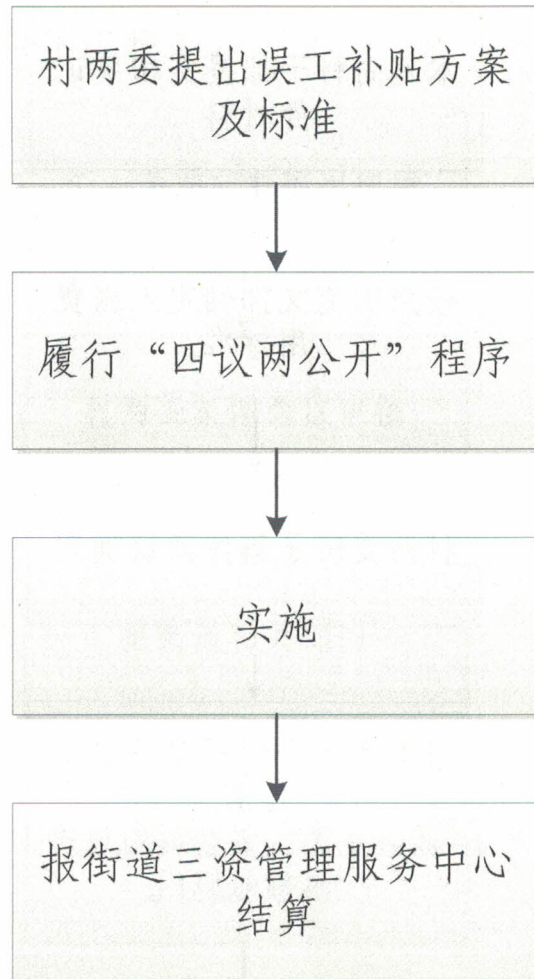 村两委提出误工补贴方案
及标准
履行“四议两公开”程序
实施
报街道三资管理服务中心
结算